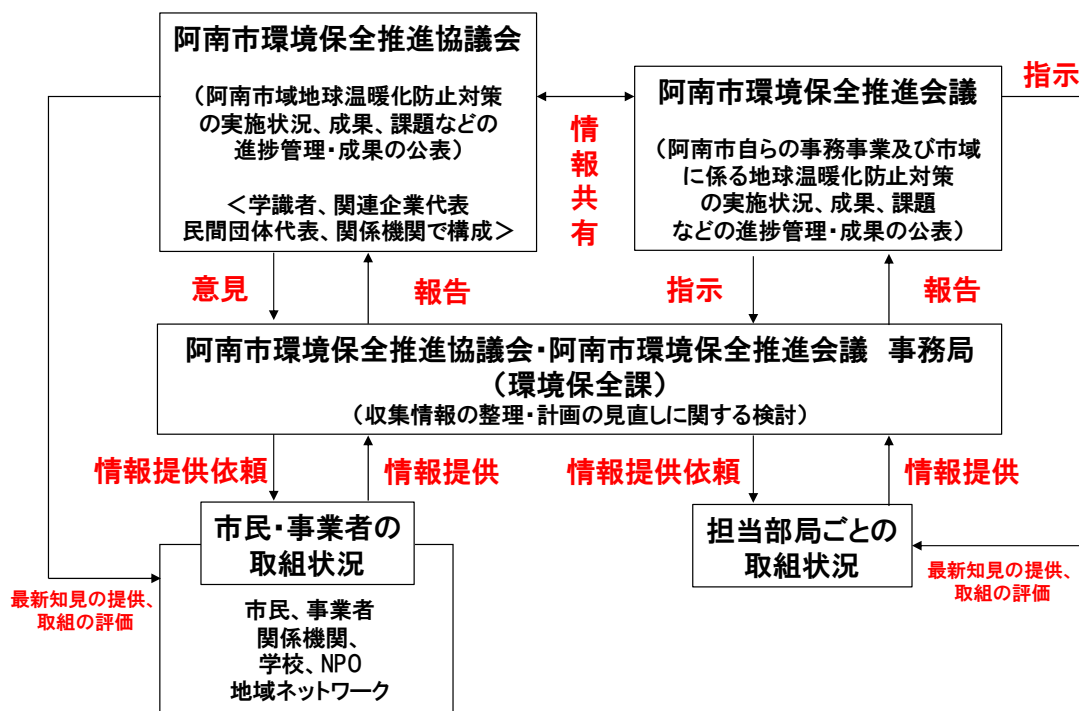 阿南市環境保全推進協議会
(阿南市域地球温暖化防止対策
の実施状況、成果、課題などの
進捗管理・成果の公表)
<学識者、関連企業代表
民間団体代表、関係機関で構成>
情報共有
阿南市環境保全推進会議
(阿南市自らの事務事業及び市域
に係る地球温暖化防止対策
の実施状況、成果、課題
などの進捗管理・成果の公表)
指示
意見
報告
指示
報告
阿南市環境保全推進協議会・阿南市環境保全推進会議 事務局
(環境保全課)
(収集情報の整理・計画の見直しに関する検討)
情報提供依頼
情報提供
情報提供依頼
情報提供
市民・事業者の
取組状況
担当部局ごとの
取組状況
最新知見の提供、
取組の評価
最新知見の提供、
取組の評価
市民、事業者
関係機関、
学校、NPO
地域ネットワーク